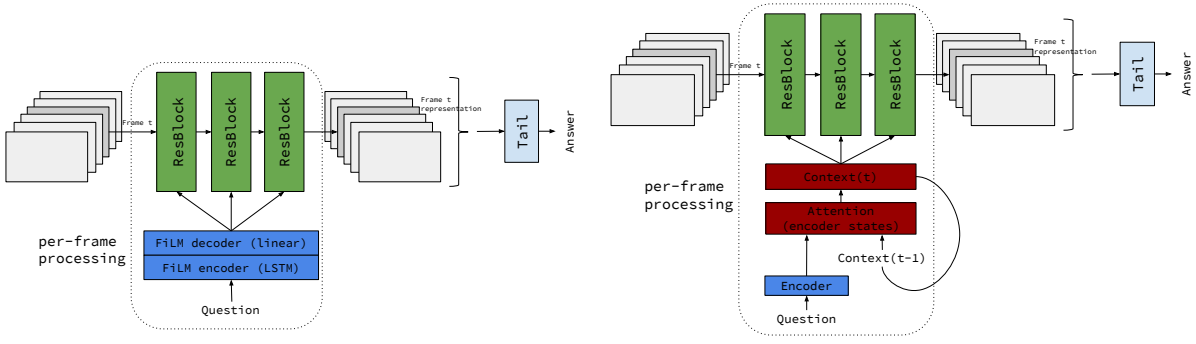 Frame t
ResBlock
ResBlock
ResBlock
Frame t
representation
Tail
Answer
per-frame
processing
FiLM decoder (linear)
FiLM encoder (LSTM)
Question
Frame t
ResBlock
ResBlock
ResBlock
Frame t
representation
Tail
Answer
per-frame
processing
Context(t)
Attention
(encoder states)
Context(t-1)
Encoder
Question